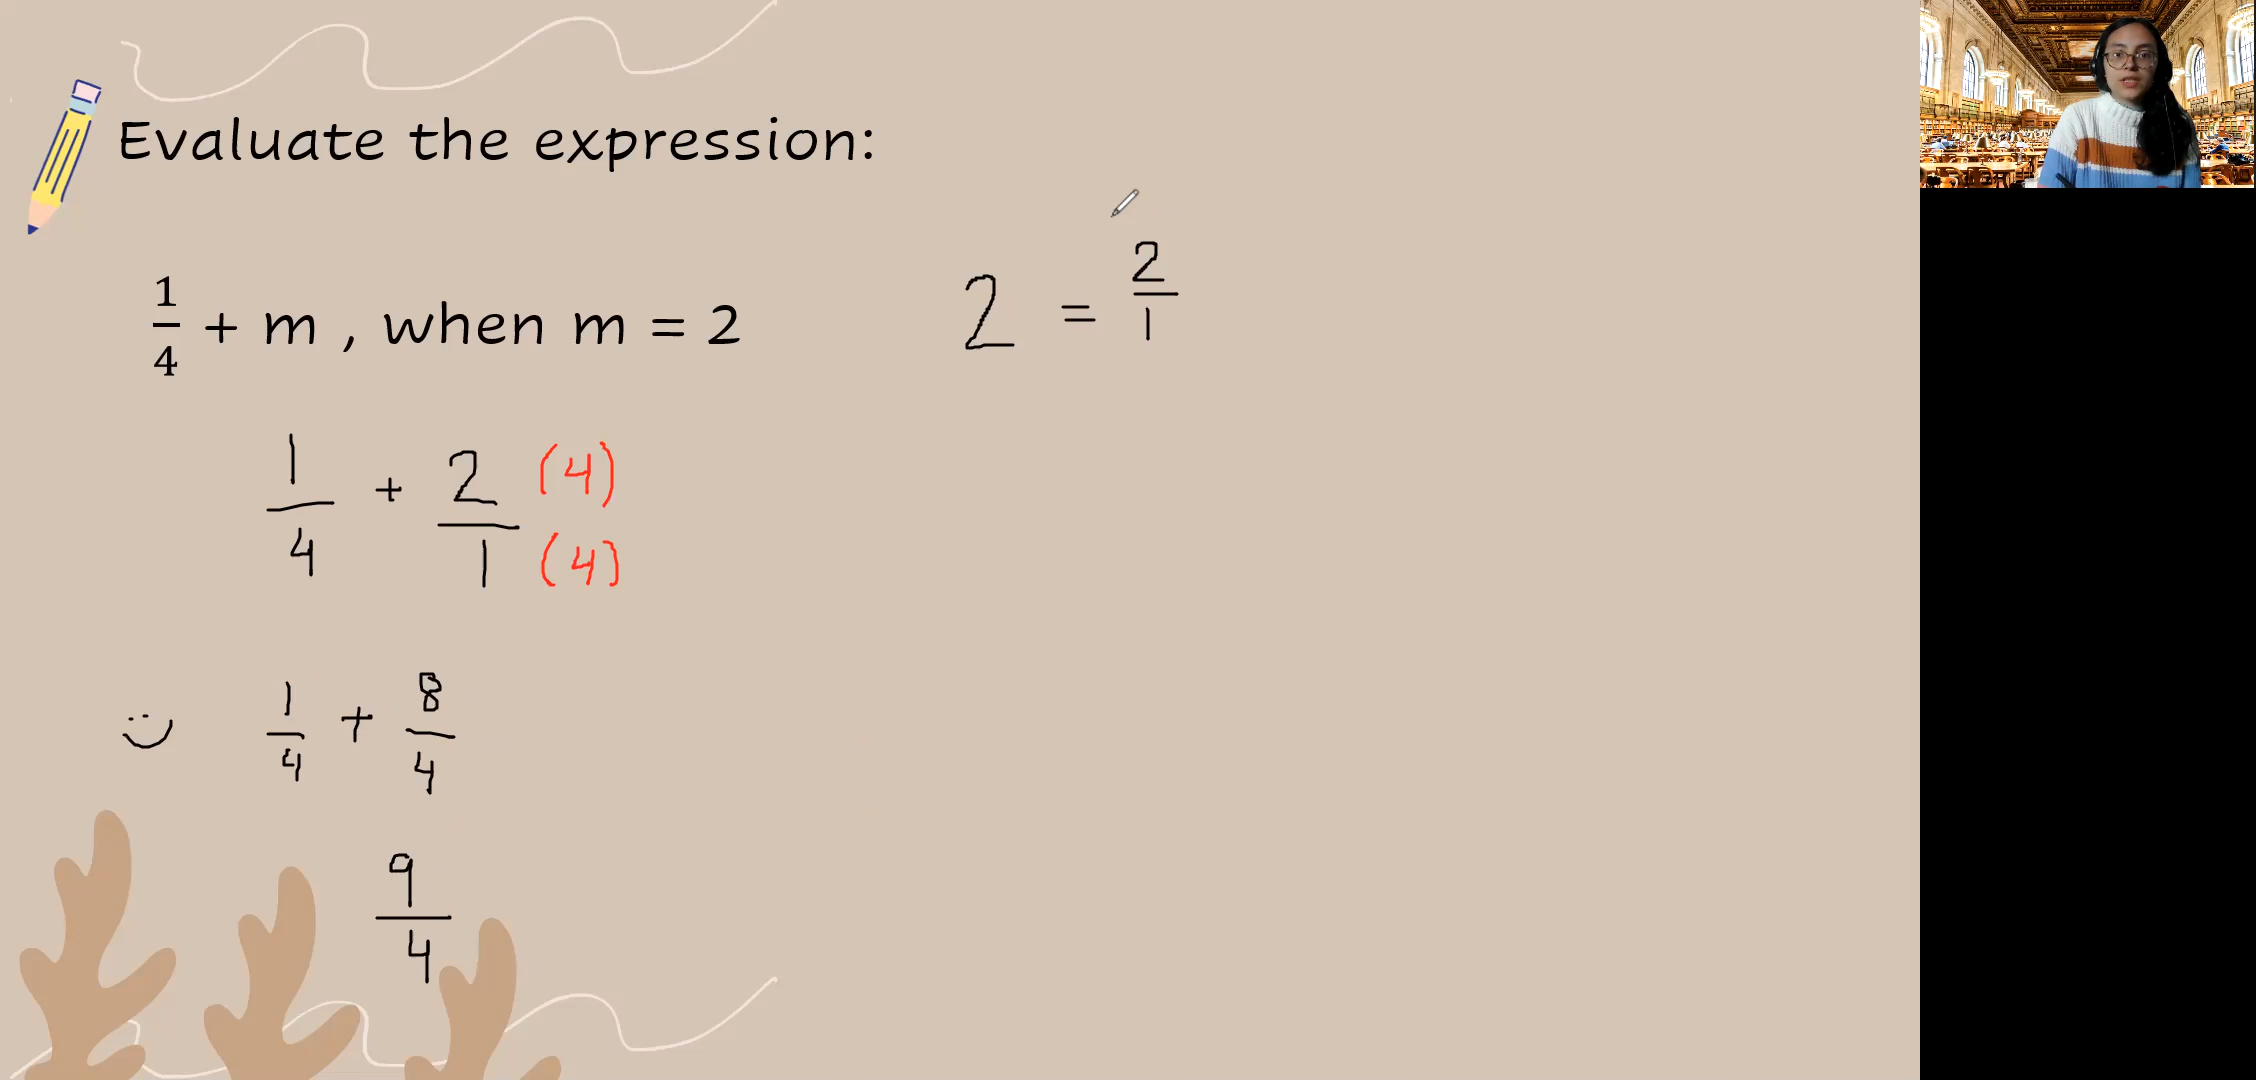 Evaluate the expression:
1/4 + m , when m = 2
2 = 2/1
1/4 + 2/1 (4)/(4)
1/4 + 8/4
9/4